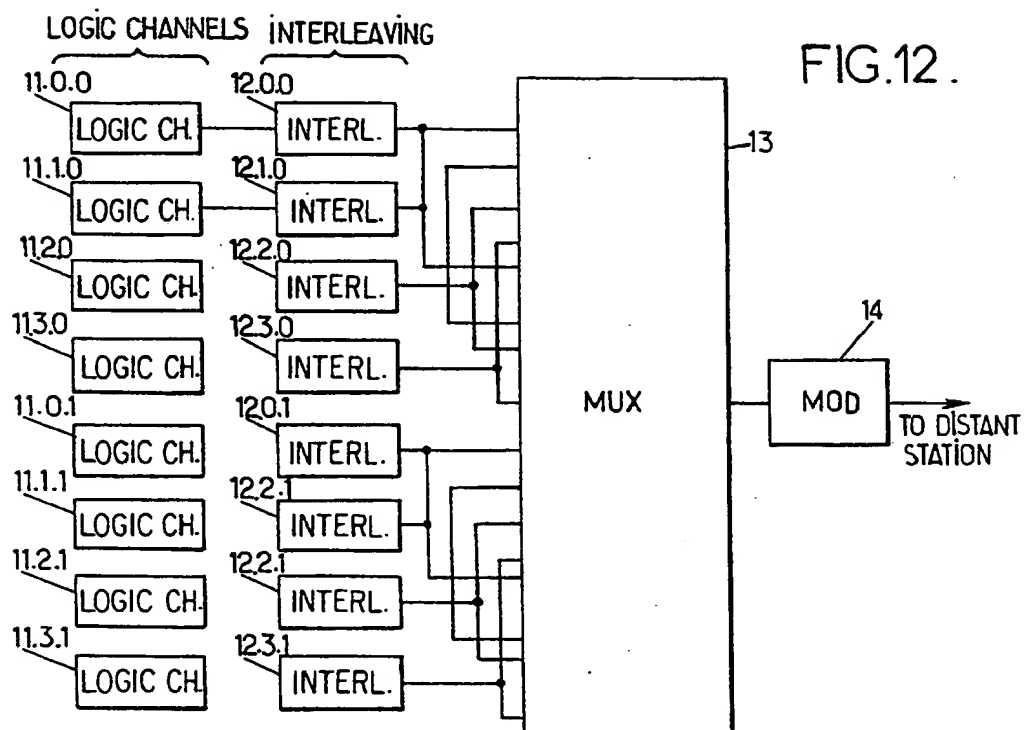 LOGIC CHANNELS INTERLEAVING
FIG.12.
11.0.0 12.0.0
LOGIC CH. INTERL.
13
11.1.0 12.1.0
LOGIC CH. INTERL.
11.2.0 12.2.0
LOGIC CH. INTERL.
11.3.0 12.3.0
LOGIC CH. INTERL.
14
MUX MOD
TO DISTANT
STATION
11.0.1 12.0.1
LOGIC CH. INTERL.
11.1.1 12.2.1
LOGIC CH. INTERL.
11.2.1 12.2.1
LOGIC CH. INTERL.
11.3.1 12.3.1
LOGIC CH. INTERL.